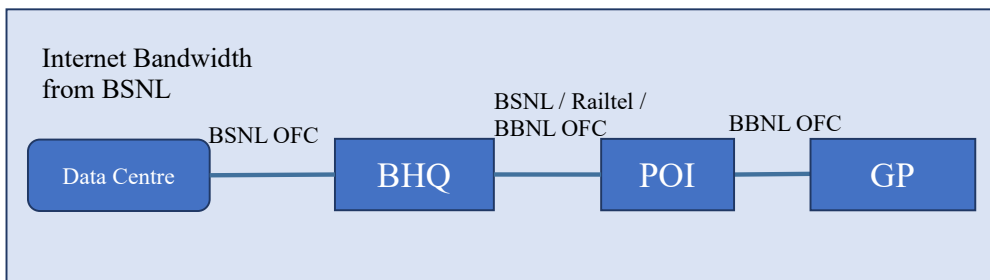 Internet Bandwidth
from BSNL
BSNL OFC
BSNL / Railtel /
BBNL OFC
BBNL OFC
Data Centre
BHQ
POI
GP